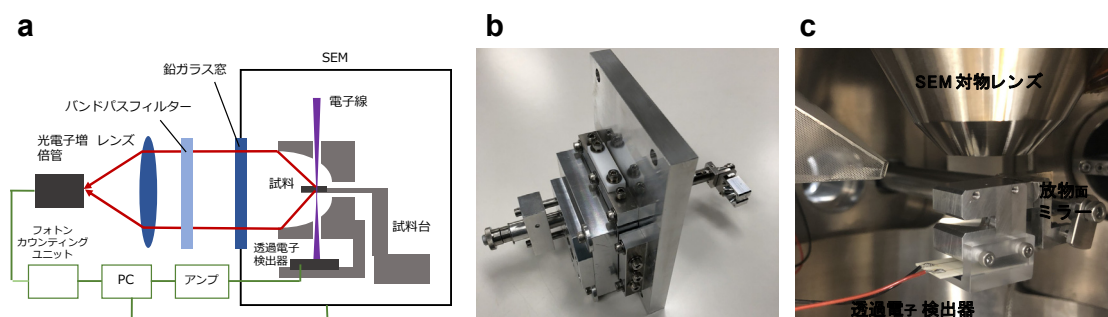 a
SEM
鉛ガラス窓
バンドパスフィルター
電子線
光電子増
倍管
レンズ
試料
試料台
フォトン
カウンティング
ユニット
透過電子
検出器
PC
アンプ
b
c
SEM 対物レンズ
放物面
ミラー
透過電子 検出器